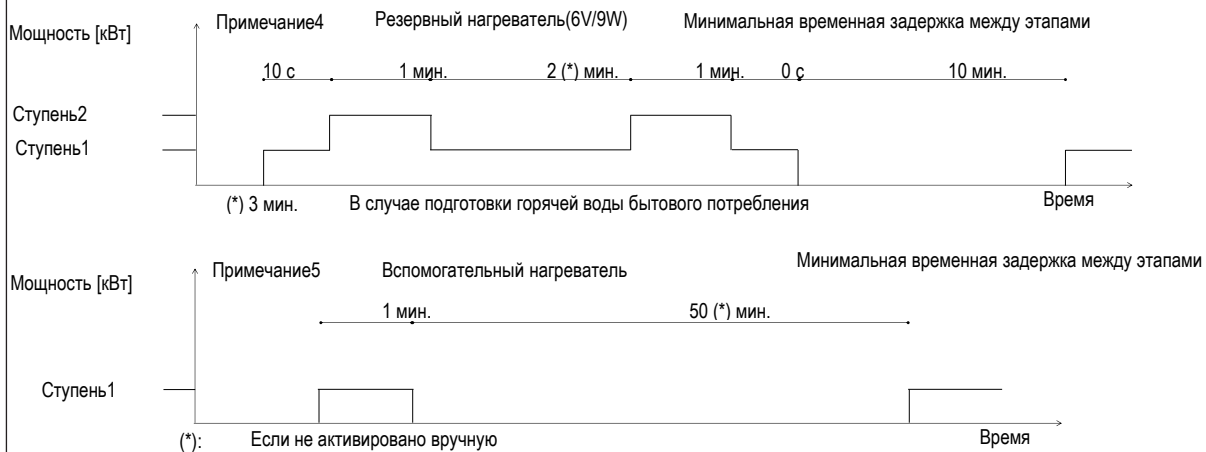 Мощность [кВт]
Примечание4
Резервный нагреватель(6V/9W)
Минимальная временная задержка между этапами
10 с
1 мин.
2 (*) мин.
1 мин.
0 с
10 мин.
Ступень2
Ступень1
(*) 3 мин.
В случае подготовки горячей воды бытового потребления
Время
Мощность [кВт]
Примечание5
Вспомогательный нагреватель
Минимальная временная задержка между этапами
1 мин.
50 (*) мин.
Ступень1
(*):
Если не активировано вручную
Время